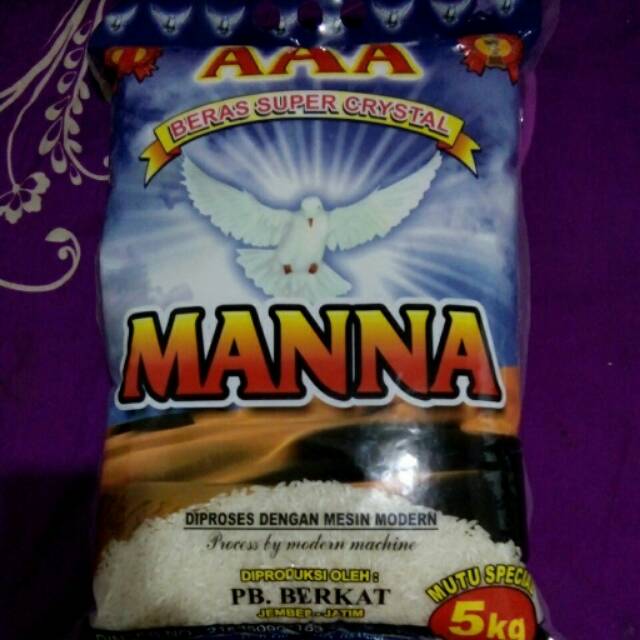 AAA
BERAS SUPER CRYSTAL
MANNA
DIPROSES DENGAN MESIN MODERN
Process by modern machine
DIPRODUKSI OLEH :
PB. BERKAT
JEMBER - JATIM
MUTU SPECIAL
5kg